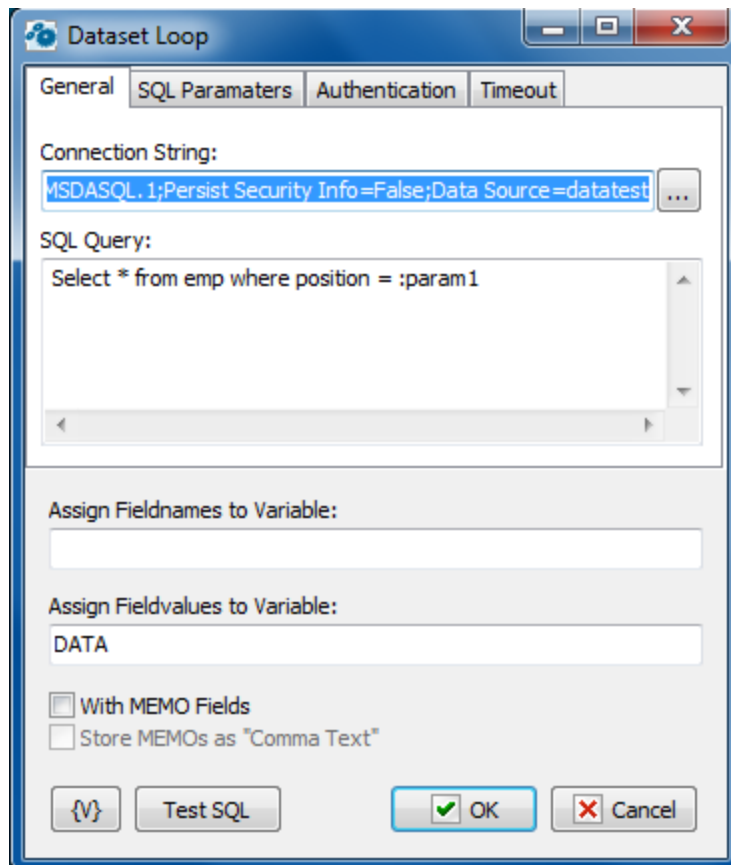 Dataset Loop
General SQL Paramaters Authentication Timeout
Connection String:
MSDASQL.1;Persist Security Info=False;Data Source=datatest ...
SQL Query:
Select * from emp where position = :param1
Assign Fieldnames to Variable:
Assign Fieldvalues to Variable:
DATA
With MEMO Fields
Store MEMOs as "Comma Text"
{V} Test SQL OK Cancel